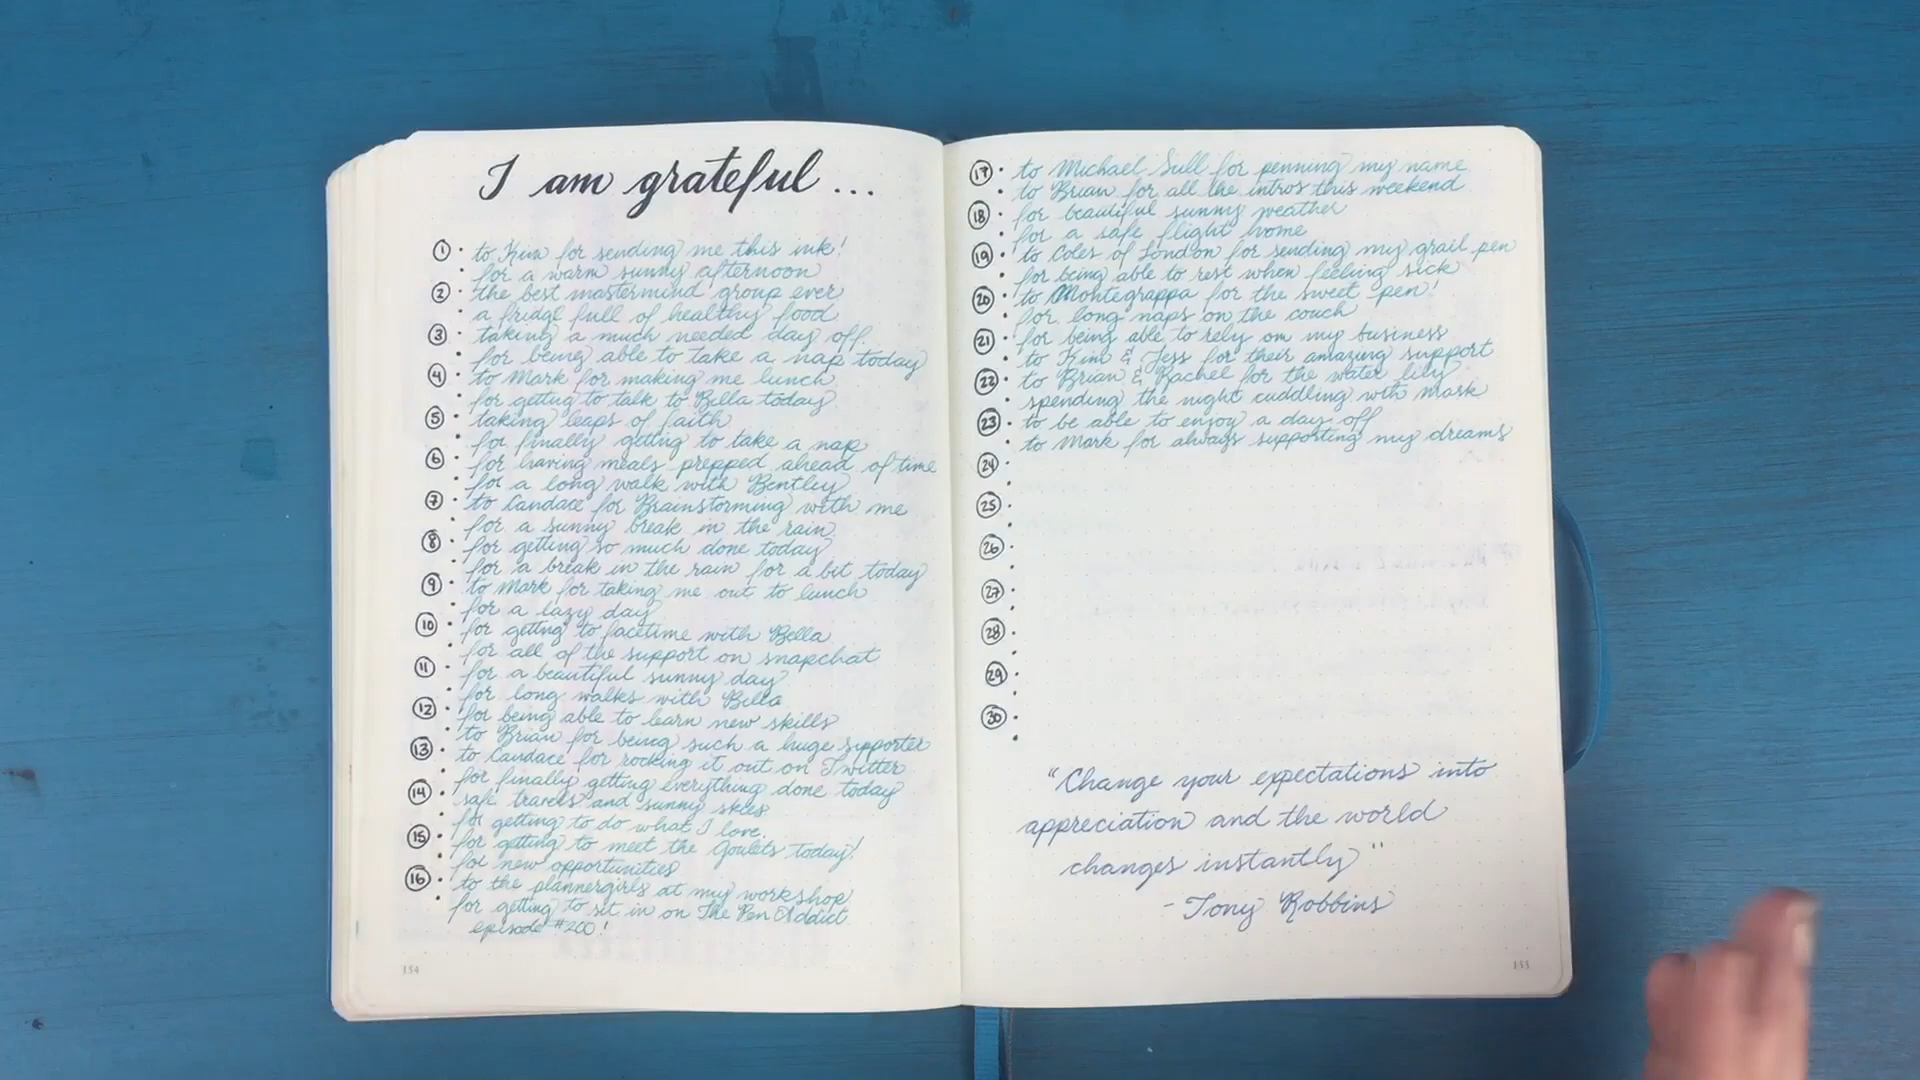 I am grateful...
① • to Kim for sending me this ink!
• for a warm sunny afternoon
② • the best mastermind group ever
• a fridge full of healthy food
③ • taking a much needed day off.
• for being able to take a nap today
④ • to Mark for making me lunch
• for getting to talk to Bella today
⑤ • taking leaps of faith
• for finally getting to take a nap
⑥ • for having meals prepped ahead of time
• for a long walk with Bentley
⑦ • to Candace for Brainstorming with me
• for a sunny break in the rain
⑧ • for getting so much done today
• for a break in the rain for a bit today
⑨ • to Mark for taking me out to lunch
• for a lazy day
⑩ • for getting to facetime with Bella
• for all of the support on snapchat
⑪ • for a beautiful sunny day
• for long walks with Bella
⑫ • for being able to learn new skills
• to Brian for being such a huge supporter
⑬ • to Candace for rocking it out on Twitter
• for finally getting everything done today
⑭ • safe travels and sunny skies
• for getting to do what I love.
⑮ • for getting to meet the Goulets today!
• for new opportunities
⑯ • to the plannergirls at my workshop
• for getting to sit in on The Pen Addict
episode #200!
154
⑰ • to Michael Sull for penning my name
• to Brian for all the intros this weekend
⑱ • for beautiful sunny weather
• for a safe flight home
⑲ • to Coles of London for sending my grail pen
• for being able to rest when feeling sick
⑳ • to Montegrappa for the sweet pen!
• for long naps on the couch
㉑ • for being able to rely on my business
• to Kim & Jess for their amazing support
㉒ • to Brian & Rachel for the water lily
• spending the night cuddling with Mark
㉓ • to be able to enjoy a day off
• to Mark for always supporting my dreams
㉔ •
•
㉕ •
•
㉖ •
•
㉗ •
•
㉘ •
•
㉙ •
•
㉚ •
•
"Change your expectations into
appreciation and the world
changes instantly"
- Tony Robbins
155